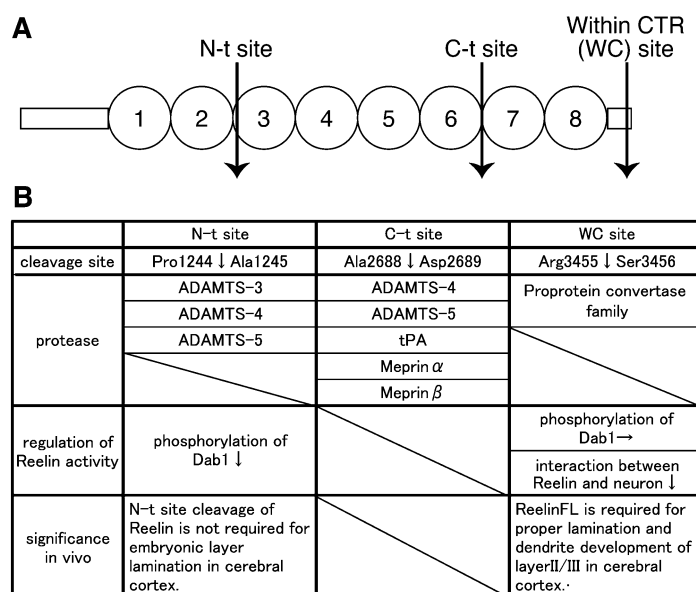 A
N-t site
C-t site
Within CTR
(WC) site
1 2 3 4 5 6 7 8
B
N-t site C-t site WC site
cleavage site Pro1244↓Ala1245 Ala2688↓Asp2689 Arg3455↓Ser3456
protease
ADAMTS-3
ADAMTS-4
ADAMTS-5
ADAMTS-4
ADAMTS-5
tPA
Meprin α
Meprin β
Proprotein convertase
family
regulation of
Reelin activity
phosphorylation of
Dab1↓
phosphorylation of
Dab1→
interaction between
Reelin and neuron↓
significance
in vivo
N-t site cleavage of
Reelin is not required for
embryonic layer
lamination in cerebral
cortex.
ReelinFL is required for
proper lamination and
dendrite development of
layerⅡ/Ⅲ in cerebral
cortex.·